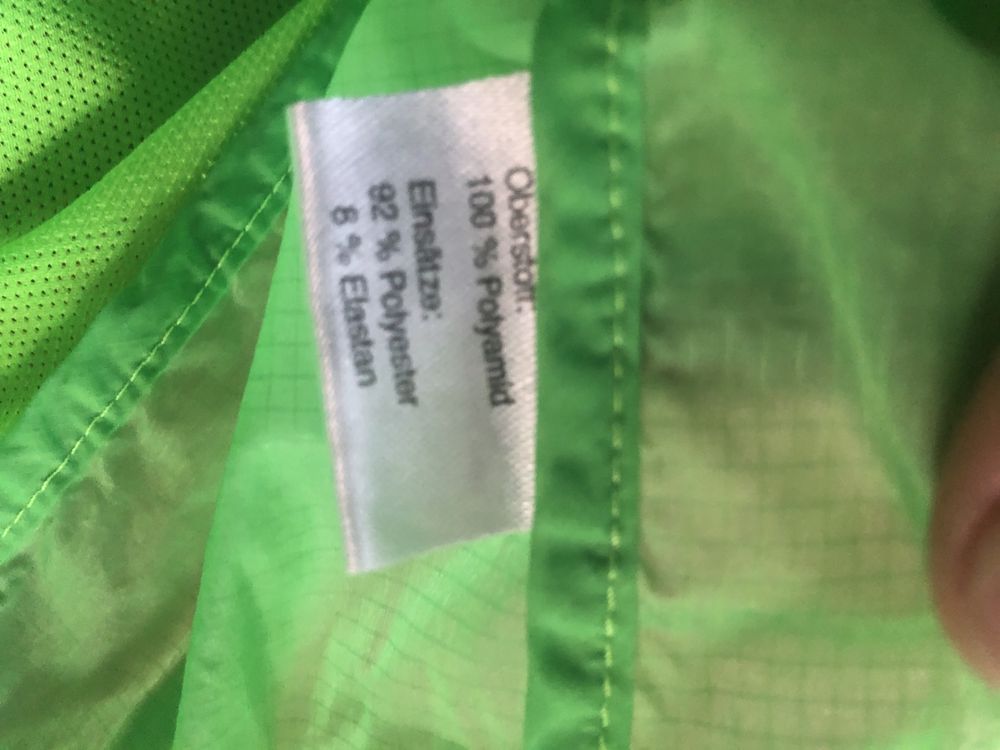 Oberstoff:
100 % Polyamid
Einsätze:
92 % Polyester
8 % Elastan